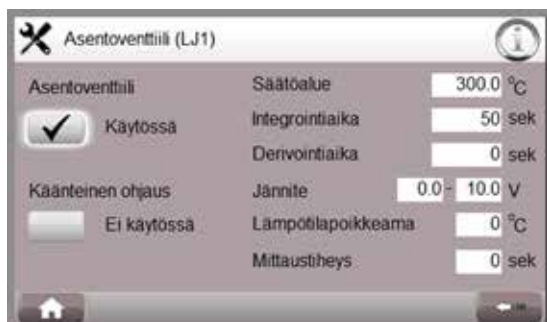 Asentoventtiili (LJ1)
Asentoventtiili
Käytössä
Käänteinen ohjaus
Ei käytössä
Säätöalue 300.0 °C
Integrointiaika 50 sek
Derivointiaika 0 sek
Jännite 0.0 - 10.0 V
Lämpötilapoikkeama 0 °C
Mittaustiheys 0 sek